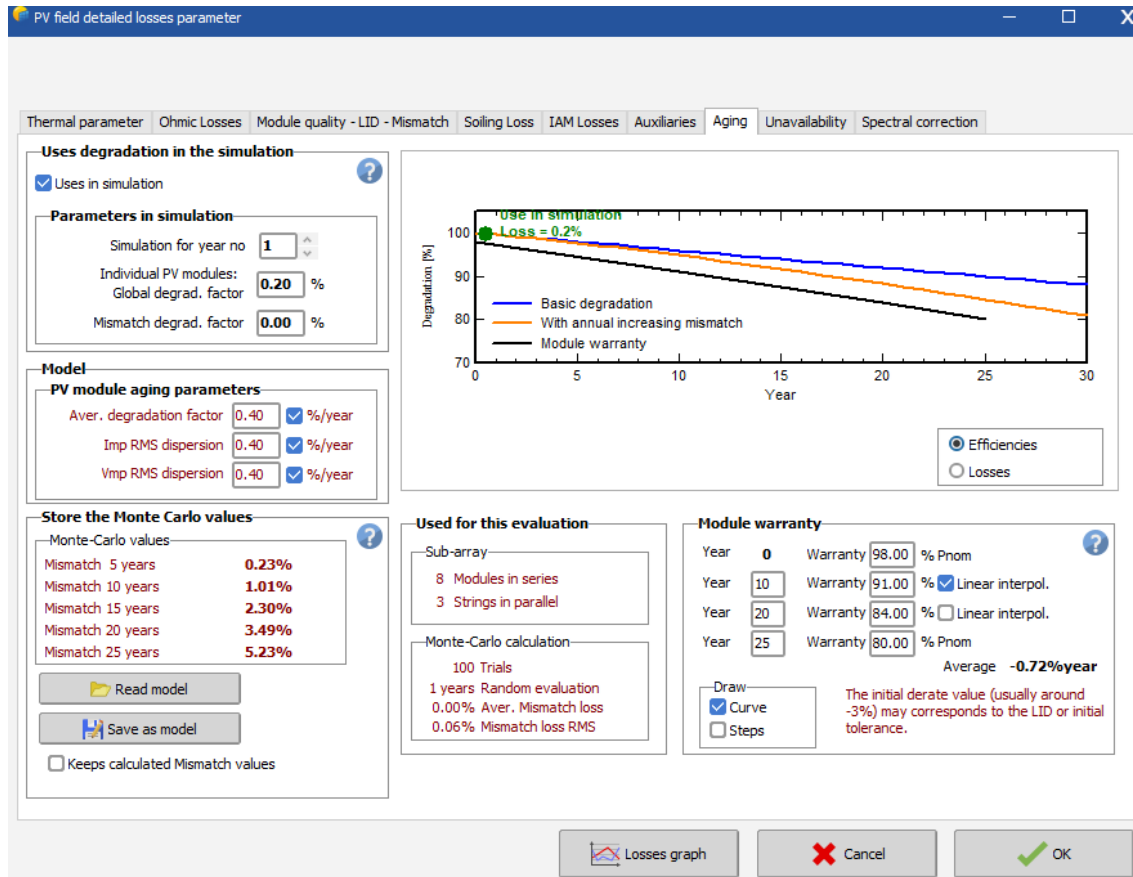 PV field detailed losses parameter
Thermal parameter Ohmic Losses Module quality - LID - Mismatch Soiling Loss IAM Losses Auxiliaries Aging Unavailability Spectral correction
Uses degradation in the simulation
Uses in simulation
Parameters in simulation
Simulation for year no 1
Individual PV modules:
Global degrad. factor 0.20 %
Mismatch degrad. factor 0.00 %
Model
PV module aging parameters
Aver. degradation factor 0.40 %/year
Imp RMS dispersion 0.40 %/year
Vmp RMS dispersion 0.40 %/year
Store the Monte Carlo values
Monte-Carlo values
Mismatch 5 years 0.23%
Mismatch 10 years 1.01%
Mismatch 15 years 2.30%
Mismatch 20 years 3.49%
Mismatch 25 years 5.23%
Read model
Save as model
Keeps calculated Mismatch values
Use in simulation
Loss = 0.2%
Degradation [%]
100
90
80
70
Basic degradation
With annual increasing mismatch
Module warranty
0 5 10 15 20 25 30
Year
Efficiencies
Losses
Used for this evaluation
Sub-array
8 Modules in series
3 Strings in parallel
Monte-Carlo calculation
100 Trials
1 years Random evaluation
0.00% Aver. Mismatch loss
0.06% Mismatch loss RMS
Module warranty
Year 0 Warranty 98.00 % Pnom
Year 10 Warranty 91.00 % Linear interpol.
Year 20 Warranty 84.00 % Linear interpol.
Year 25 Warranty 80.00 % Pnom
Average -0.72%year
Draw
Curve
Steps
The initial derate value (usually around
-3%) may corresponds to the LID or initial
tolerance.
Losses graph Cancel OK